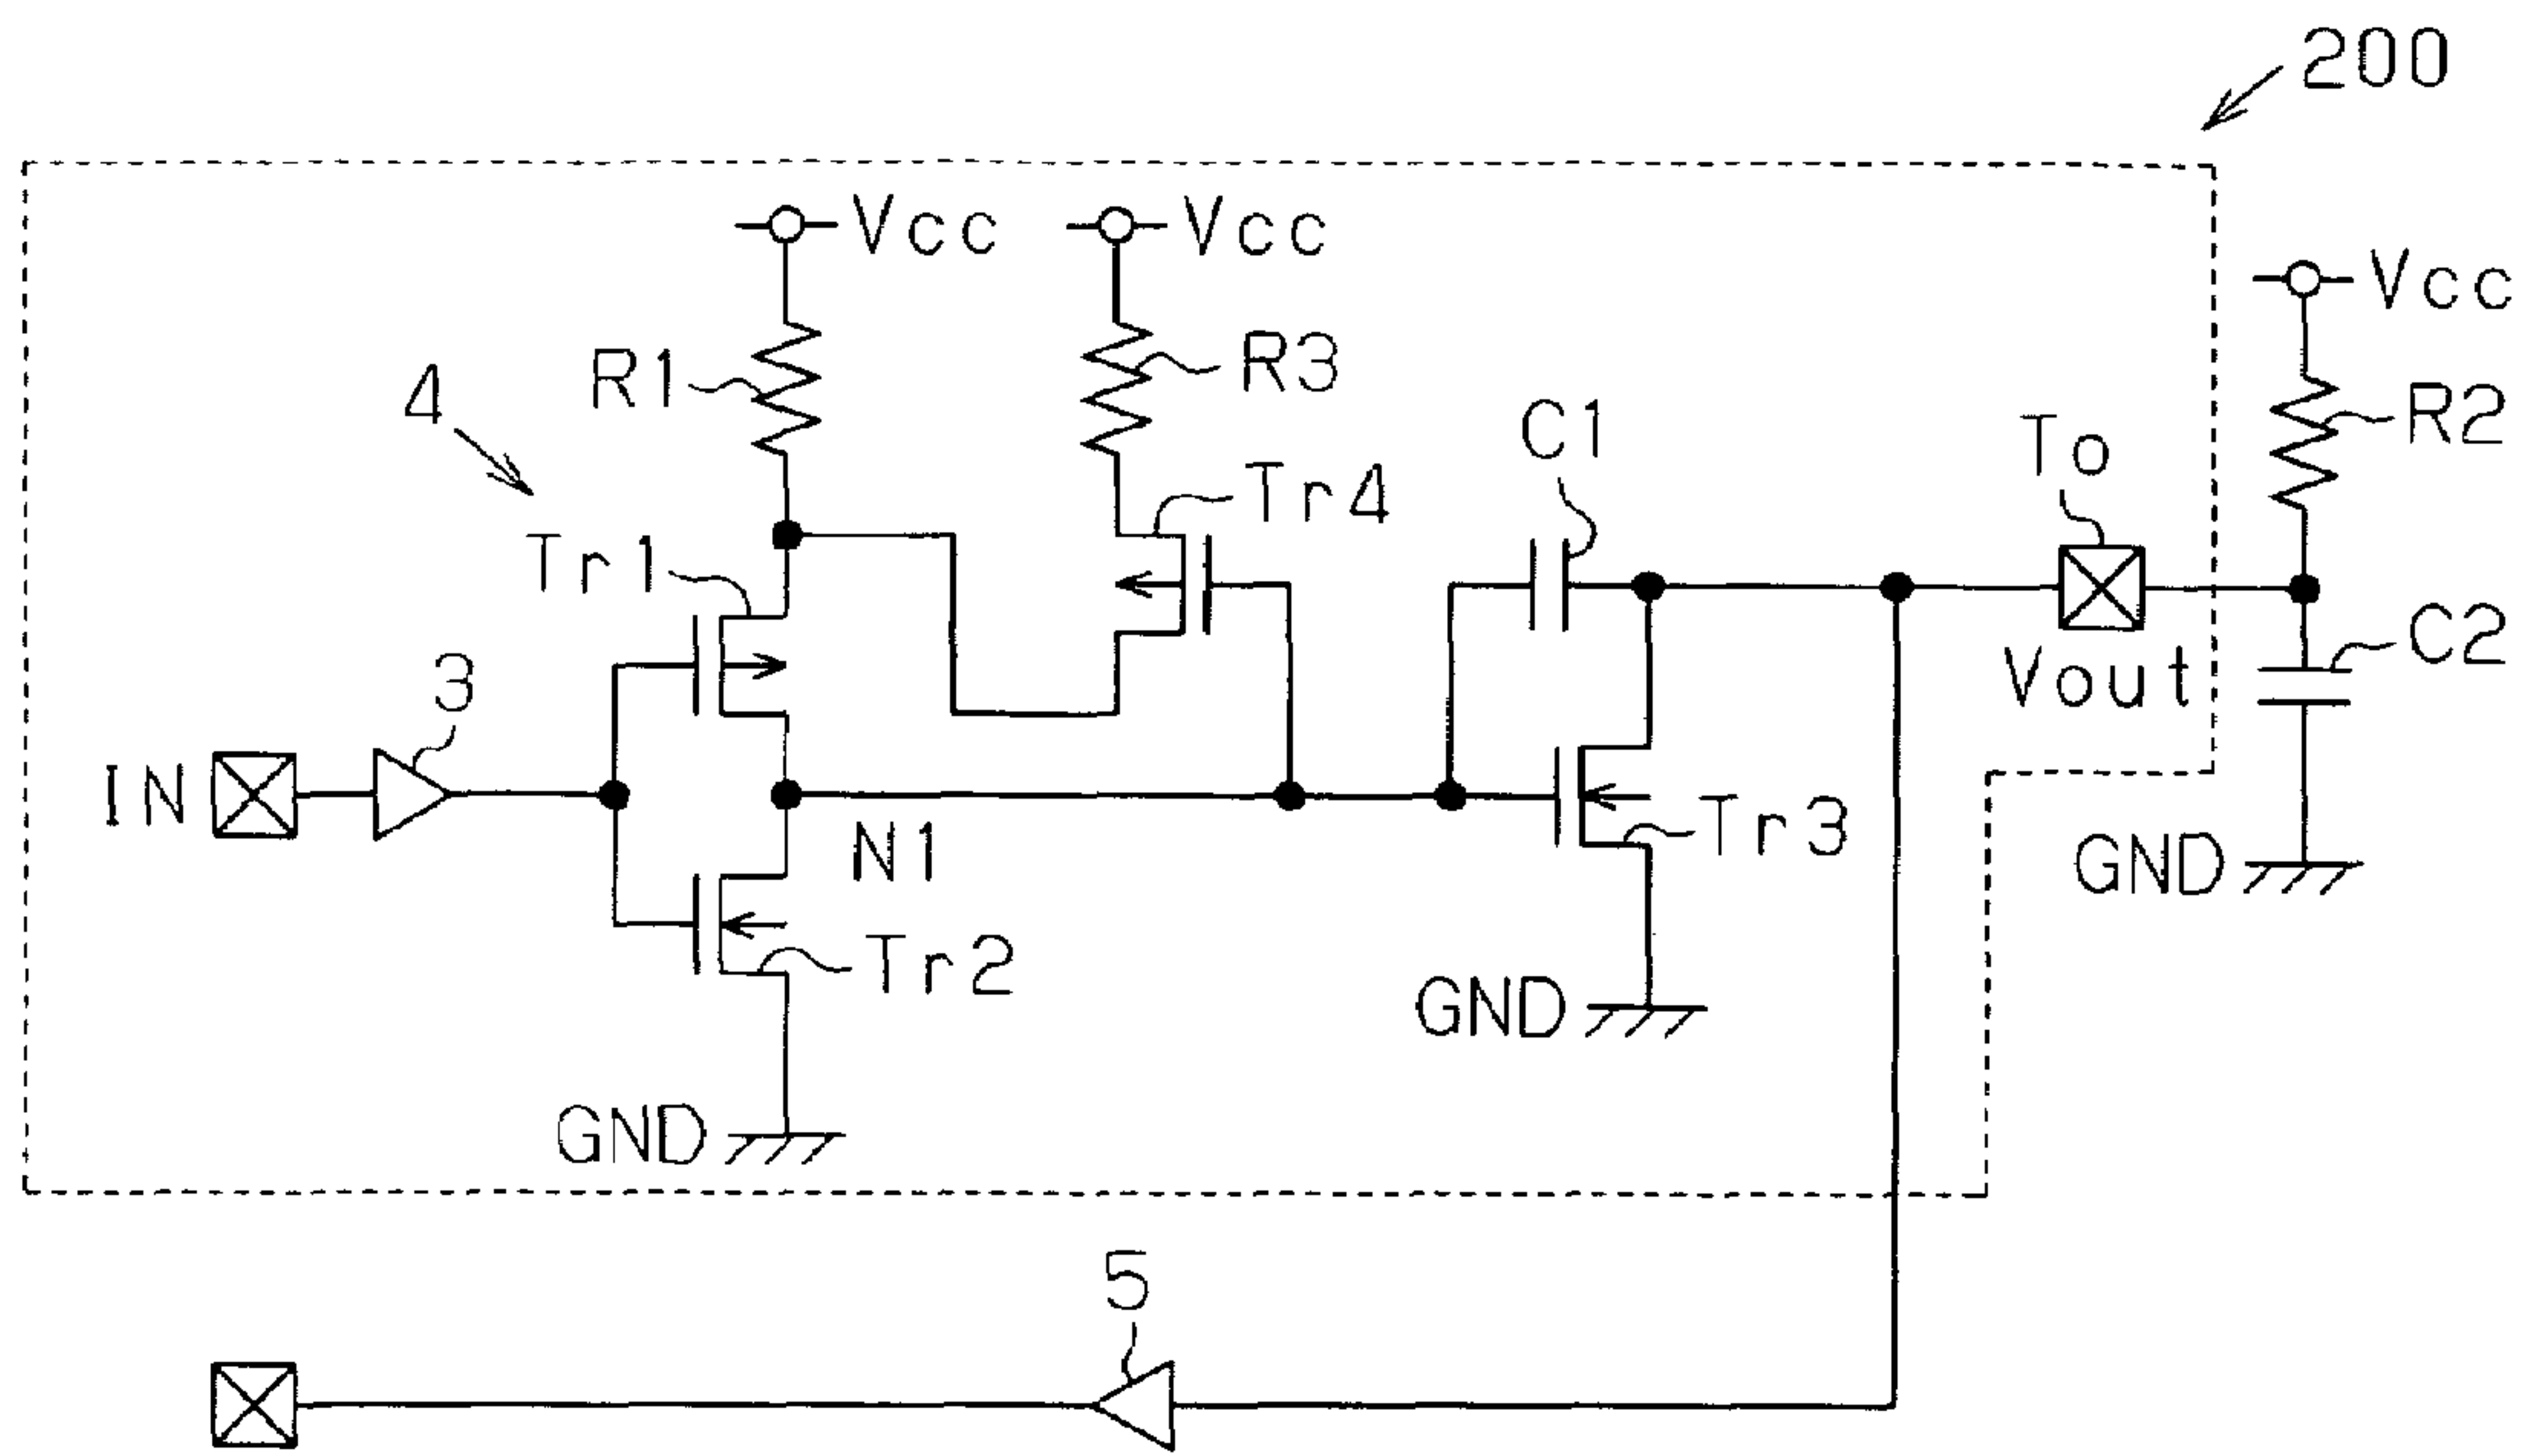 200
Vcc
Vcc
Vcc
R1
R3
R2
4
C1
To
Tr4
Tr1
C2
3
Vout
IN
N1
Tr3
GND
Tr2
GND
GND
5